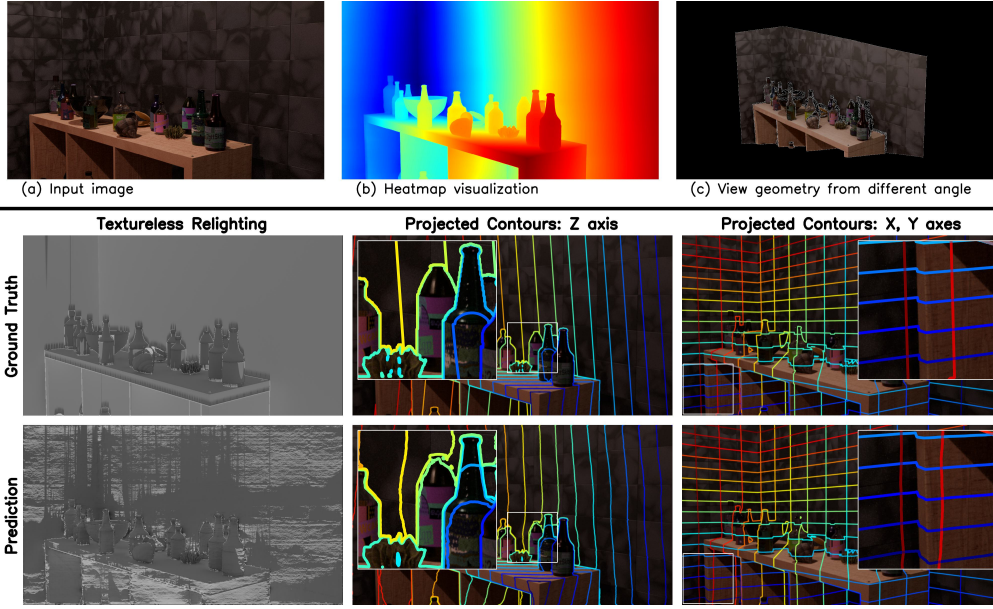 (a) Input image
(b) Heatmap visualization
(c) View geometry from different angle
Textureless Relighting
Projected Contours: Z axis
Projected Contours: X, Y axes
Ground Truth
Prediction